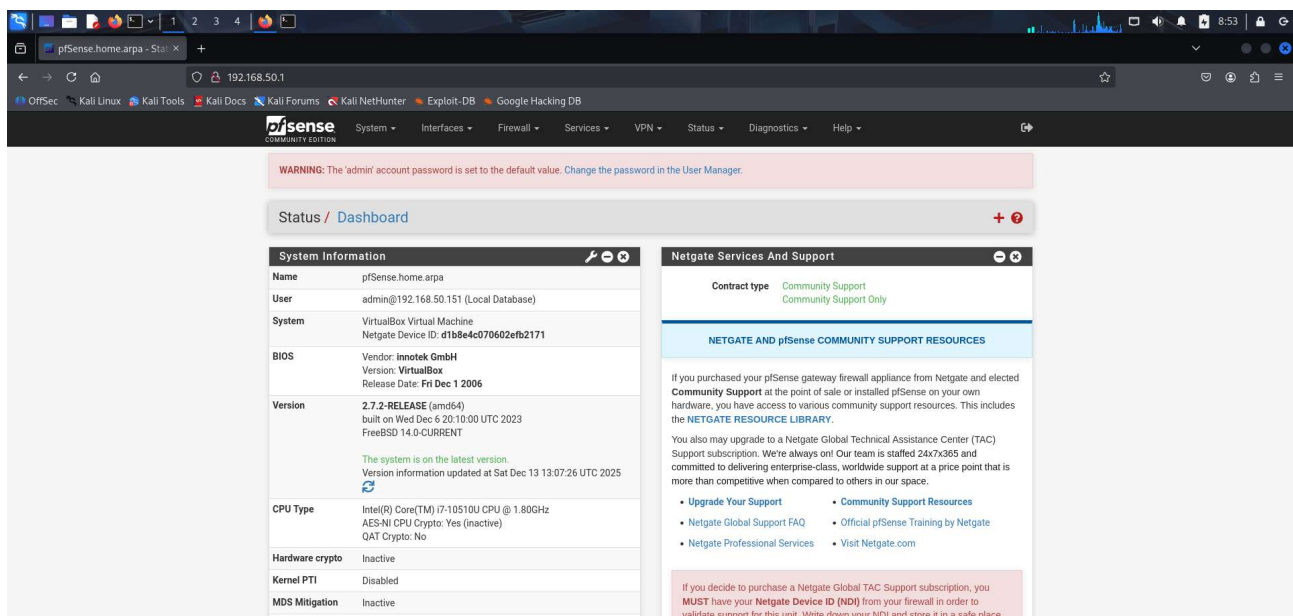 1 2 3 4
8:53
pfSense.home.arpa - Stat
192.168.50.1
OffSec Kali Linux Kali Tools Kali Docs Kali Forums Kali NetHunter Exploit-DB Google Hacking DB
pfsense System Interfaces Firewall Services VPN Status Diagnostics Help
COMMUNITY EDITION
WARNING: The 'admin' account password is set to the default value. Change the password in the User Manager.
Status / Dashboard
System Information
Name pfSense.home.arpa
User admin@192.168.50.151 (Local Database)
System VirtualBox Virtual Machine
Netgate Device ID: d1b8e4c070602efb2171
BIOS Vendor: innotek GmbH
Version: VirtualBox
Release Date: Fri Dec 1 2006
Version 2.7.2-RELEASE (amd64)
built on Wed Dec 6 20:10:00 UTC 2023
FreeBSD 14.0-CURRENT
The system is on the latest version.
Version information updated at Sat Dec 13 13:07:26 UTC 2025
CPU Type Intel(R) Core(TM) i7-10510U CPU @ 1.80GHz
AES-NI CPU Crypto: Yes (inactive)
QAT Crypto: No
Hardware crypto Inactive
Kernel PTI Disabled
MDS Mitigation Inactive
Netgate Services And Support
Contract type Community Support
Community Support Only
NETGATE AND pfSense COMMUNITY SUPPORT RESOURCES
If you purchased your pfSense gateway firewall appliance from Netgate and elected
Community Support at the point of sale or installed pfSense on your own
hardware, you have access to various community support resources. This includes
the NETGATE RESOURCE LIBRARY.
You also may upgrade to a Netgate Global Technical Assistance Center (TAC)
Support subscription. We're always on! Our team is staffed 24x7x365 and
committed to delivering enterprise-class, worldwide support at a price point that is
more than competitive when compared to others in our space.
• Upgrade Your Support • Community Support Resources
• Netgate Global Support FAQ • Official pfSense Training by Netgate
• Netgate Professional Services • Visit Netgate.com
If you decide to purchase a Netgate Global TAC Support subscription, you
MUST have your Netgate Device ID (NDI) from your firewall in order to
validate support for this unit. Write down your NDI and store it in a safe place.